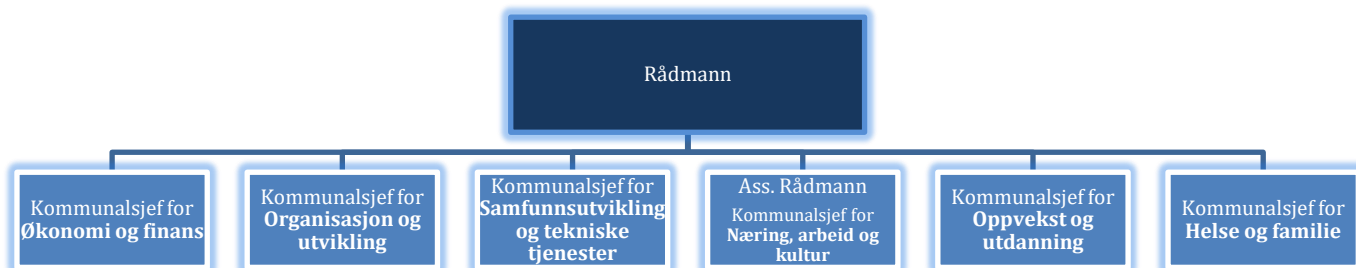 Rådmann
Kommunalsjef for
Økonomi og finans
Kommunalsjef for
Organisasjon og
utvikling
Kommunalsjef for
Samfunnsutvikling
og tekniske
tjenester
Ass. Rådmann
Kommunalsjef for
Næring, arbeid og
kultur
Kommunalsjef for
Oppvekst og
utdanning
Kommunalsjef for
Helse og familie